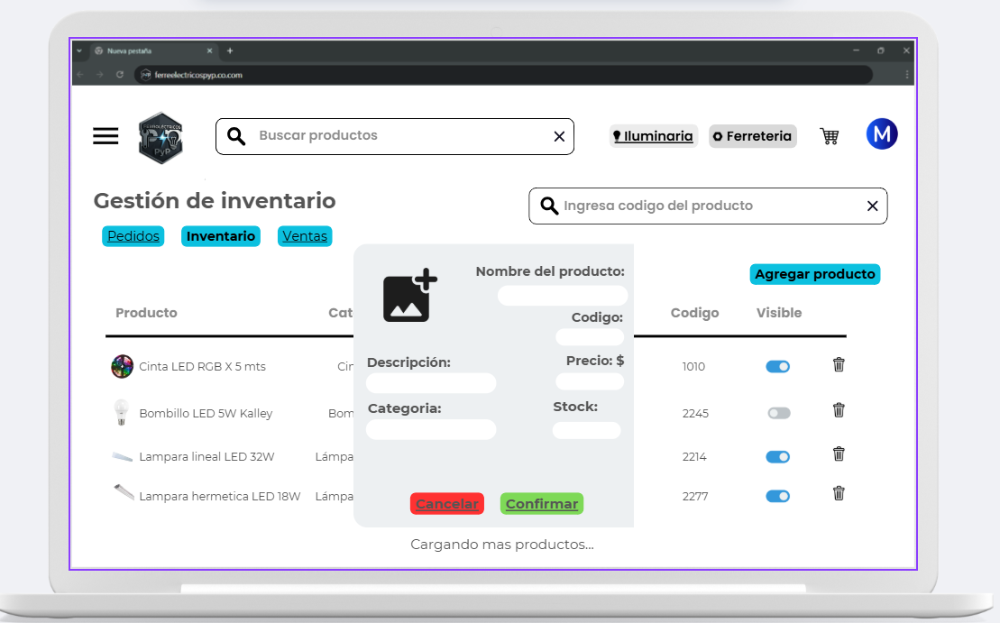 Nueva pestaña
ferreelectricospyp.co.com
PyP
Buscar productos
Iluminaria
Ferreteria
M
Gestión de inventario
Ingresa codigo del producto
Pedidos
Inventario
Ventas
Agregar producto
Nombre del producto:
Codigo:
Descripción:
Precio: $
Categoria:
Stock:
Cancelar
Confirmar
Producto Cat Codigo Visible
Cinta LED RGB X 5 mts Cin 1010
Bombillo LED 5W Kalley Bom 2245
Lampara lineal LED 32W Lámpa 2214
Lampara hermetica LED 18W Lámpa 2277
Cargando mas productos...